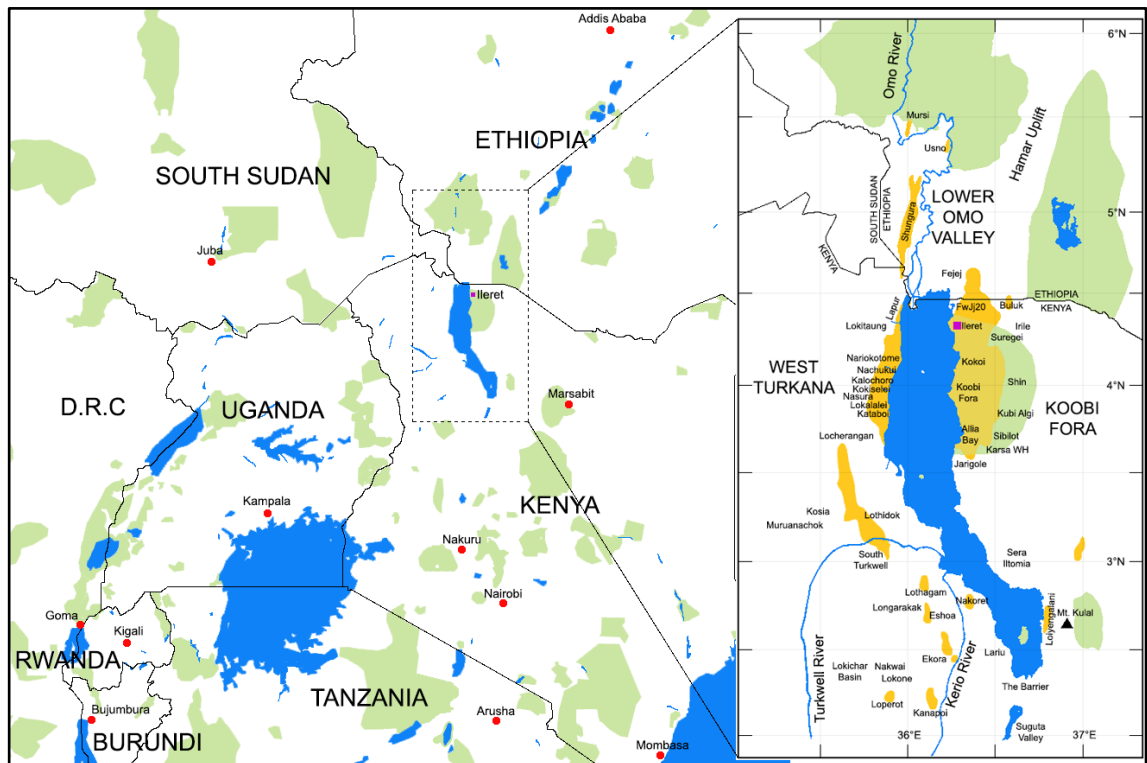 Addis Ababa
ETHIOPIA
SOUTH SUDAN
Juba
Ileret
Marsabit
D.R.C
UGANDA
Kampala
KENYA
Nakuru
Nairobi
Goma
Kigali
RWANDA
TANZANIA
Bujumbura
BURUNDI
Arusha
Mombasa
6°N
Omo River
Mursi
Usno
Hamar Uplift
5°N
SOUTH SUDAN
ETHIOPIA
KENYA
Shungura
LOWER
OMO
VALLEY
Fejej
ETHIOPIA
KENYA
Lapur
FwJj20
Buluk
Lokitaung
Ileret
Irile
Suregei
WEST
TURKANA
Nariokotome
Nachukui
Kalochoro
Kokiselei
Nasura
Lokalalei
Kataboi
Kokoi
Koobi
Fora
Shin
4°N
Kubi Algi
KOOBI
FORA
Allia
Bay
Sibilot
Karsa WH
Jarigole
Locherangan
Kosia
Lothidok
Muruanachok
South
Turkwell
Sera
Iltomia
3°N
Lothagam
Longarakak
Nakoret
Eshoa
Loiyengalani
Mt. Kulal
Turkwell River
Ekora
Kerio River
Lariu
Lokichar
Basin
Nakwai
Lokone
Loperot
Kanapoi
The Barrier
Suguta
Valley
36°E
37°E